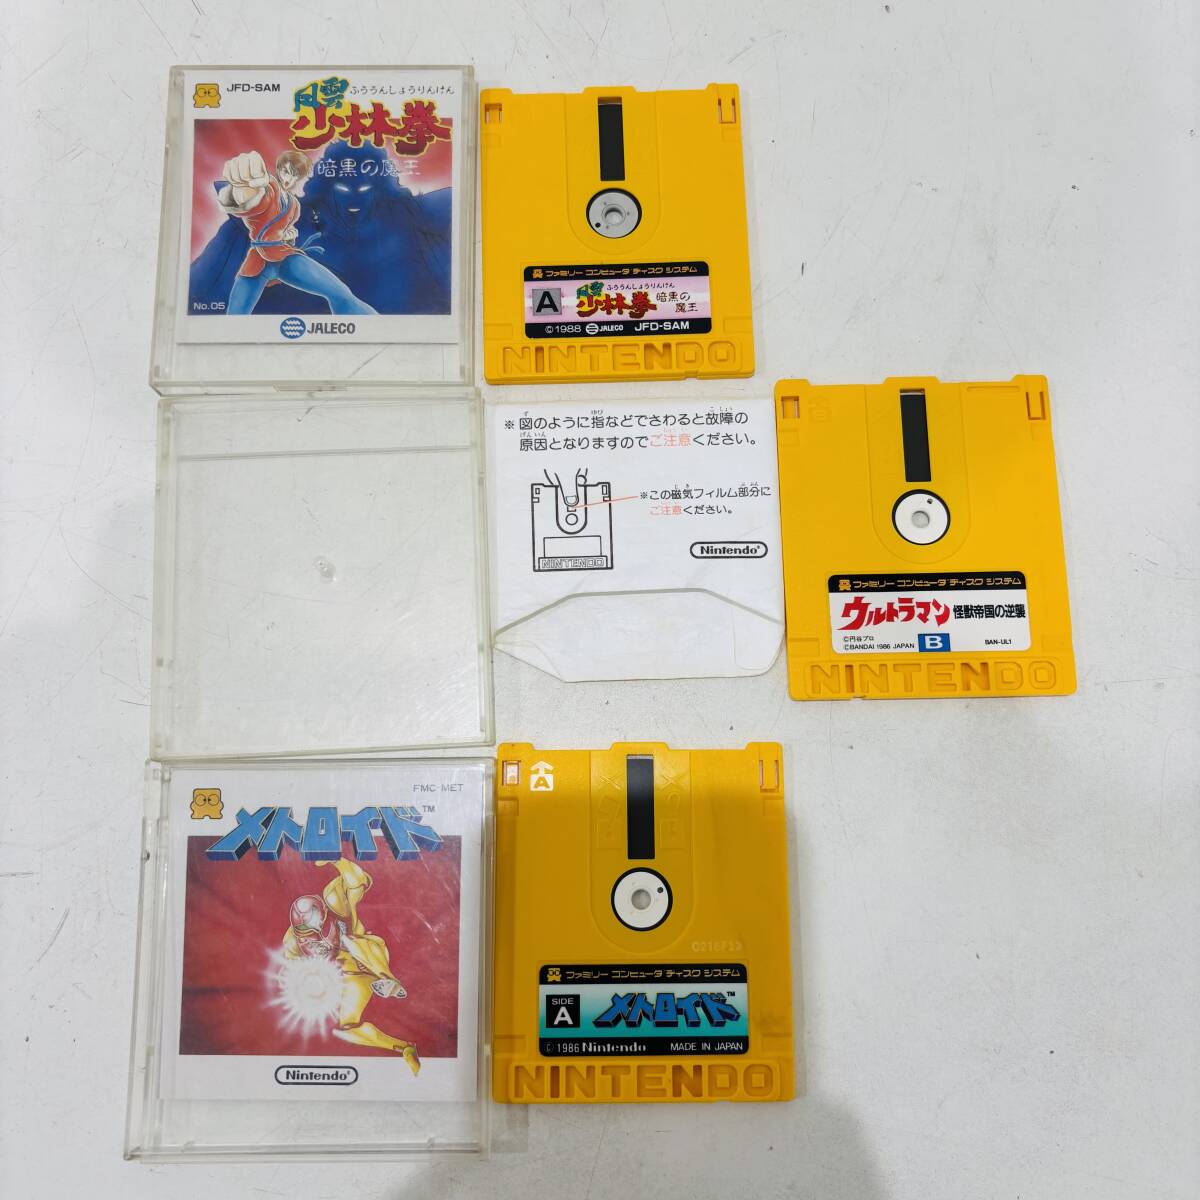 JFD-SAM
ふううんしょうりんけん
風雲
少林拳
暗黒の魔王
No.05
JALECO
ファミリー コンピュータ ディスク システム
A
ふううんしょうりんけん
風雲
少林拳
暗黒の
魔王
©1988 JALECO JFD-SAM
NINTENDO
※図のように指などでさわると故障の
原因となりますのでご注意ください。
※この磁気フィルム部分に
ご注意ください。
NINTENDO
Nintendo®
ファミリー コンピュータ ディスク システム
ウルトラマン 怪獣帝国の逆襲
©円谷プロ
©BANDAI 1986 JAPAN B BAN-UL1
NINTENDO
FMC-MET
メトロイド™
Nintendo®
A
G216F13
ファミリー コンピュータ ディスク システム
SIDE
A
メトロイド™
©1986 Nintendo MADE IN JAPAN
NINTENDO